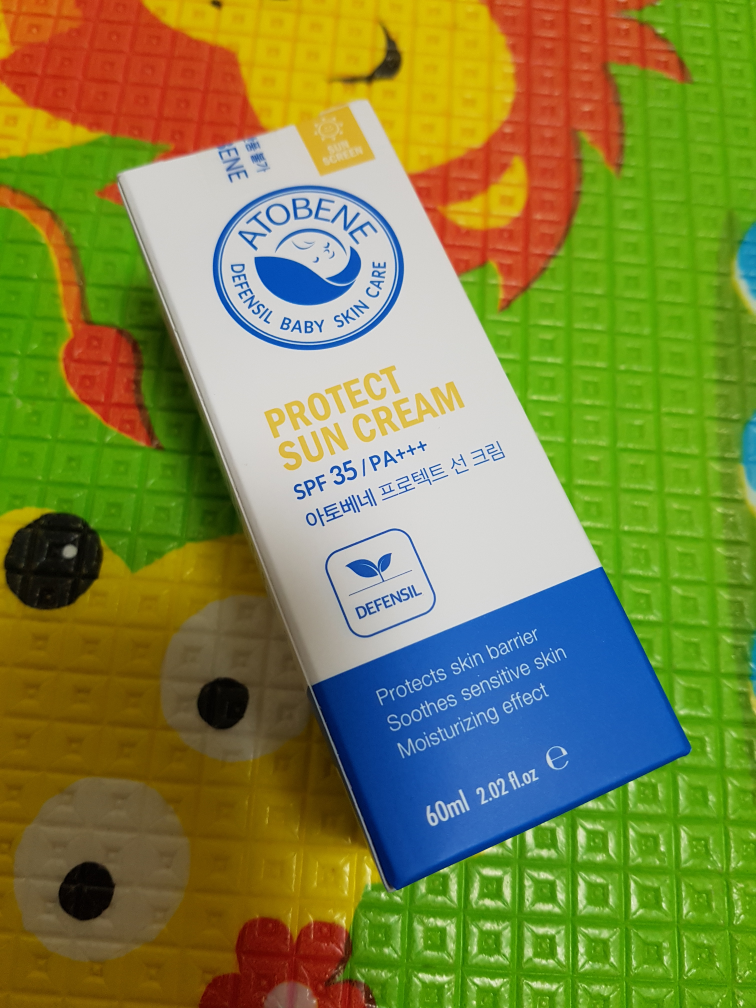 SUN
SCREEN
ATOBENE
DEFENSIL BABY SKIN CARE
PROTECT
SUN CREAM
SPF 35/PA+++
아토베네 프로텍트 선 크림
DEFENSIL
Protects skin barrier
Soothes sensitive skin
Moisturizing effect
60ml 2.02 fl.oz ℮